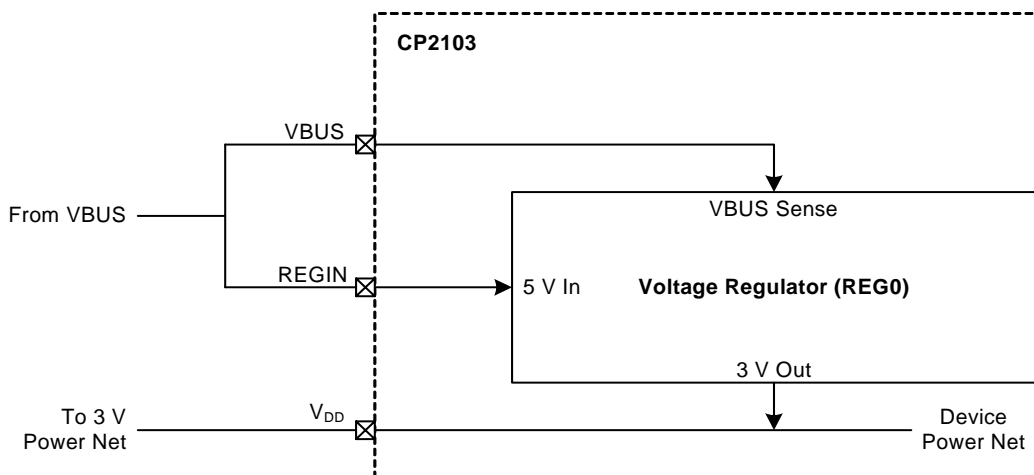 CP2103
VBUS
From VBUS
VBUS Sense
REGIN
5 V In
Voltage Regulator (REG0)
3 V Out
To 3 V
Power Net
VDD
Device
Power Net